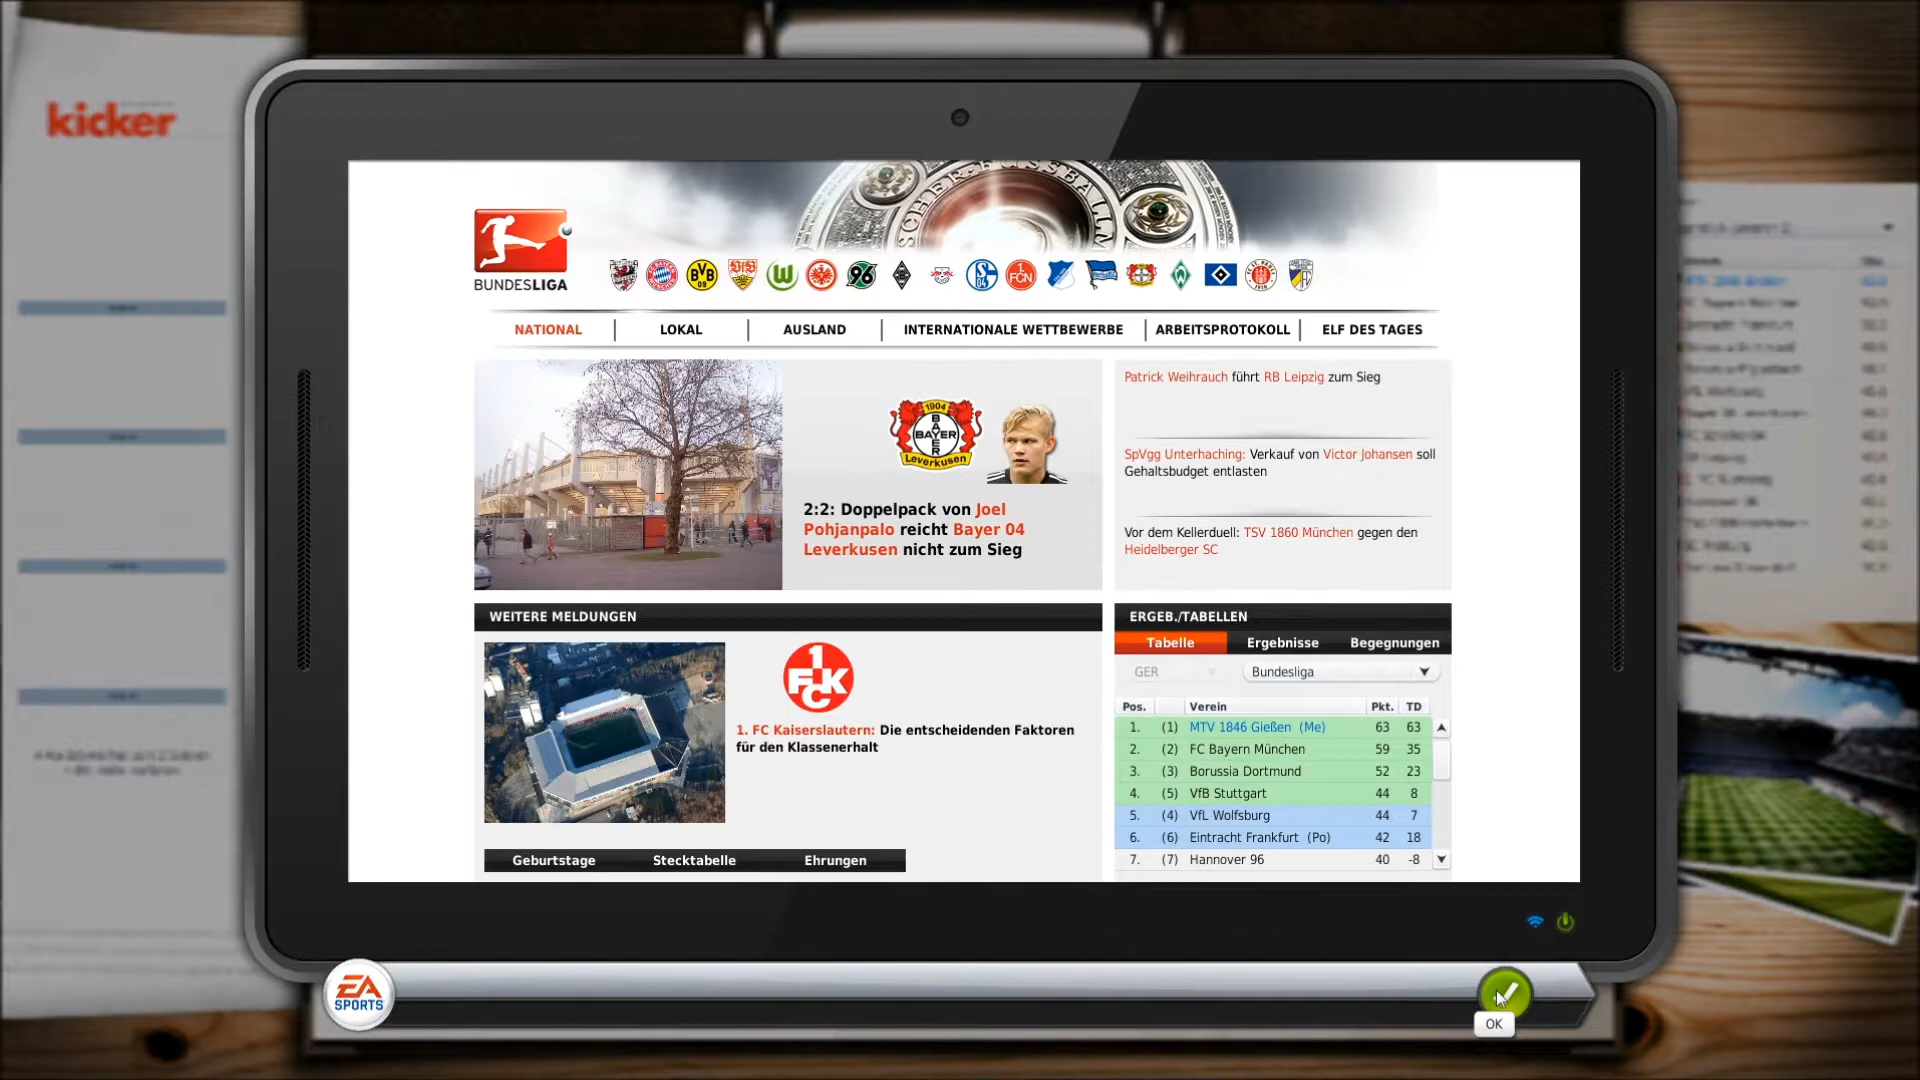 kicker
BUNDESLIGA
NATIONAL
LOKAL
AUSLAND
INTERNATIONALE WETTBEWERBE
ARBEITSPROTOKOLL
ELF DES TAGES
1904
BAYER
BAYER
Leverkusen
2:2: Doppelpack von Joel
Pohjanpalo reicht Bayer 04
Leverkusen nicht zum Sieg
Patrick Weihrauch führt RB Leipzig zum Sieg
SpVgg Unterhaching: Verkauf von Victor Johansen soll
Gehaltsbudget entlasten
Vor dem Kellerduell: TSV 1860 München gegen den
Heidelberger SC
WEITERE MELDUNGEN
1. FC Kaiserslautern: Die entscheidenden Faktoren
für den Klassenerhalt
Geburtstage
Stecktabelle
Ehrungen
ERGEB./TABELLEN
Tabelle
Ergebnisse
Begegnungen
GER
Bundesliga
Pos. Verein Pkt. TD
1. (1) MTV 1846 Gießen (Me) 63 63
2. (2) FC Bayern München 59 35
3. (3) Borussia Dortmund 52 23
4. (5) VfB Stuttgart 44 8
5. (4) VfL Wolfsburg 44 7
6. (6) Eintracht Frankfurt (Po) 42 18
7. (7) Hannover 96 40 -8
EA
SPORTS
OK